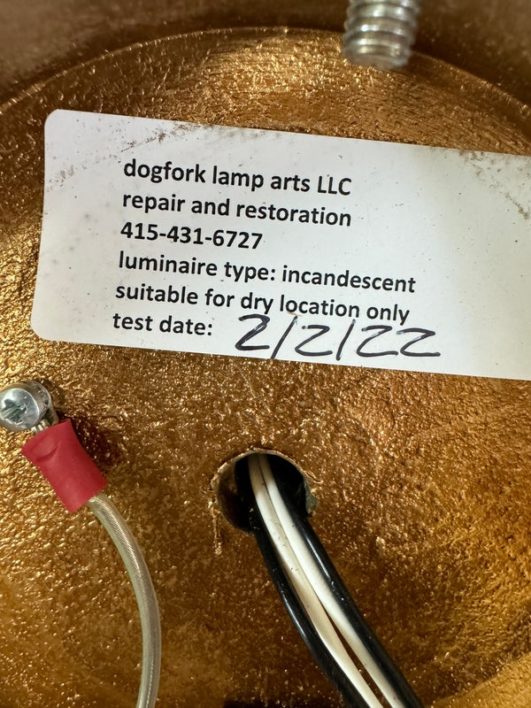 dogfork lamp arts LLC
repair and restoration
415-431-6727
luminaire type: incandescent
suitable for dry location only
test date: 2/2/22